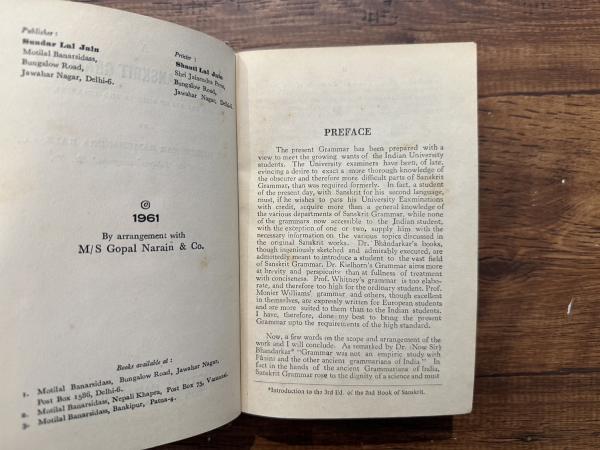 Publisher :
Sundar Lal Jain
Motilal Banarsidass,
Bungalow Road,
Jawahar Nagar, Delhi-6.
Printer :
Shanti Lal Jain
Shri Jainendra Press,
Bungalow Road,
Jawahar Nagar, Delhi-6.
©
1961
By arrangement with
M/S Gopal Narain & Co.
Books available at :
1. Motilal Banarsidass, Bungalow Road, Jawahar Nagar,
Post Box 1586, Delhi-6.
2. Motilal Banarsidass, Nepali Khapra, Post Box 75, Varanasi.
3. Motilal Banarsidass, Bankipur, Patna-4.
PREFACE
The present Grammar has been prepared with a
view to meet the growing wants of the Indian University
students. The University examiners have been, of late,
evincing a desire to exact a more thorough knowledge of
the obscurer and therefore more difficult parts of Sanskrit
Grammar, than was required formerly. In fact, a student
of the present day, with Sanskrit for his second language,
must, if he wishes to pass his University Examinations
with credit, acquire more than a general knowledge of
the various departments of Sanskrit Grammar, while none
of the grammars now accessible to the Indian student,
with the exception of one or two, supply him with the
necessary information on the various topics discussed in
the original Sanskrit works. Dr. Bhândarkar's books,
though ingeniously sketched and admirably executed, are
admittedly meant to introduce a student to the vast field
of Sanskrit Grammar. Dr. Kielhorn's Grammar aims more
at brevity and perspicuity than at fullness of treatment
with conciseness. Prof. Whitney's grammar is too elabo-
rate, and therefore too high for the ordinary student. Prof.
Monier Williams' grammar and others, though excellent
in themselves, are expressly written for European students
and are more suited to them than to the Indian students.
I have, therefore, done my best to bring the present
Grammar upto the requirements of the high standard.
Now, a few words on the scope and arrangement of the
work and I will conclude. As remarked by Dr. (Now Sir)
Bhandarkar* "Grammar was not an empiric study with
Pâṇini and the other ancient grammarians of India." In
fact in the hands of the ancient Grammarians of India,
Sanskrit Grammar rose to the dignity of a science and must
*Introduction to the 3rd Ed. of the 2nd Book of Sanskrit.